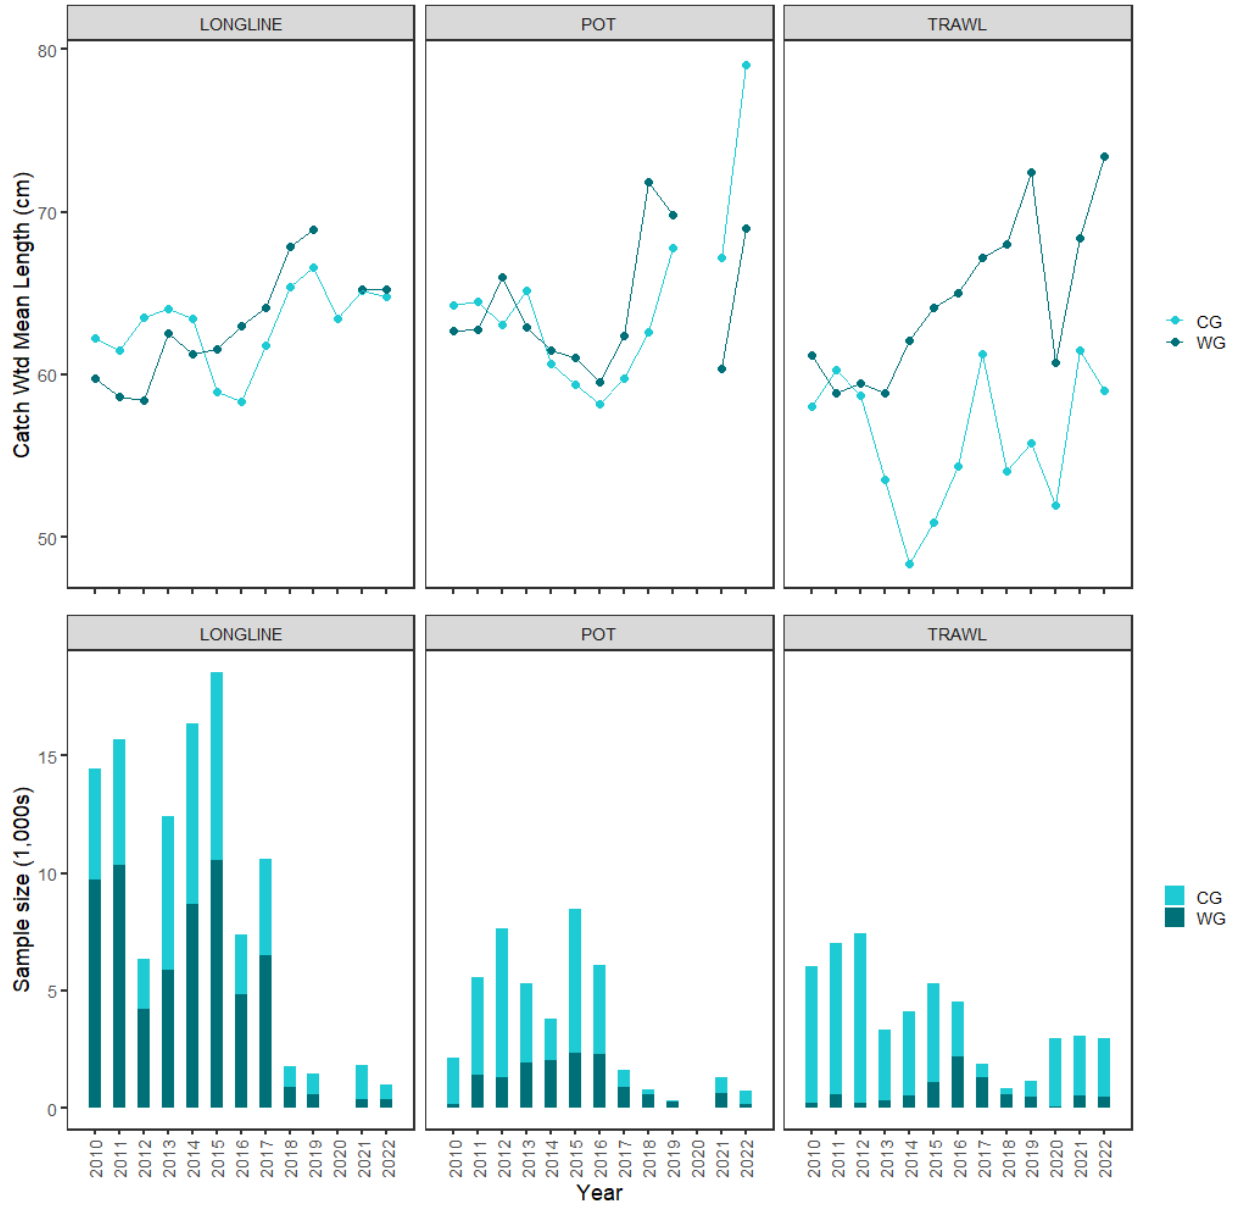 LONGLINE POT TRAWL
80
70
60
50
Catch Wtd Mean Length (cm)
CG
WG
LONGLINE POT TRAWL
15
10
5
0
Sample size (1,000s)
CG
WG
2010 2011 2012 2013 2014 2015 2016 2017 2018 2019 2020 2021 2022 2010 2011 2012 2013 2014 2015 2016 2017 2018 2019 2020 2021 2022 2010 2011 2012 2013 2014 2015 2016 2017 2018 2019 2020 2021 2022
Year